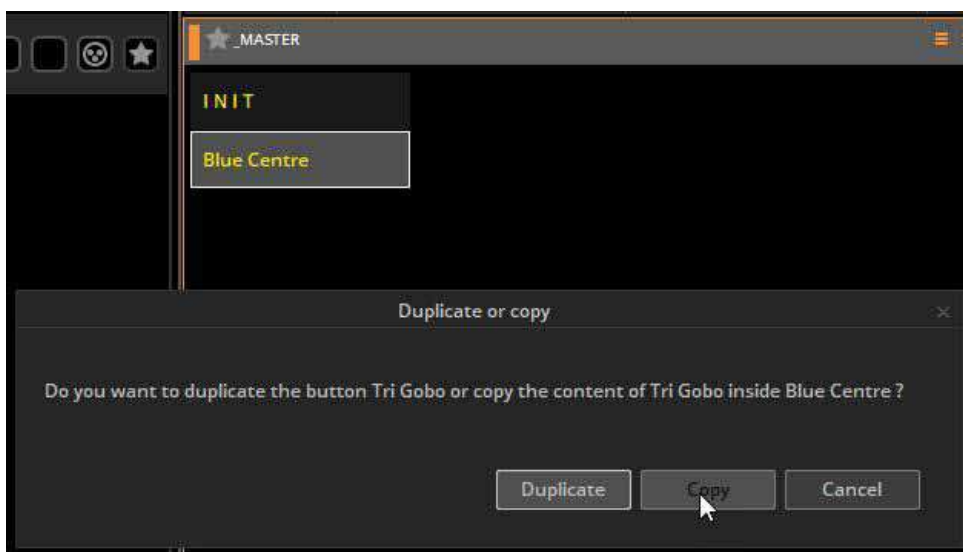 _MASTER
I N I T
Blue Centre
Duplicate or copy
Do you want to duplicate the button Tri Gobo or copy the content of Tri Gobo inside Blue Centre ?
Duplicate Copy Cancel